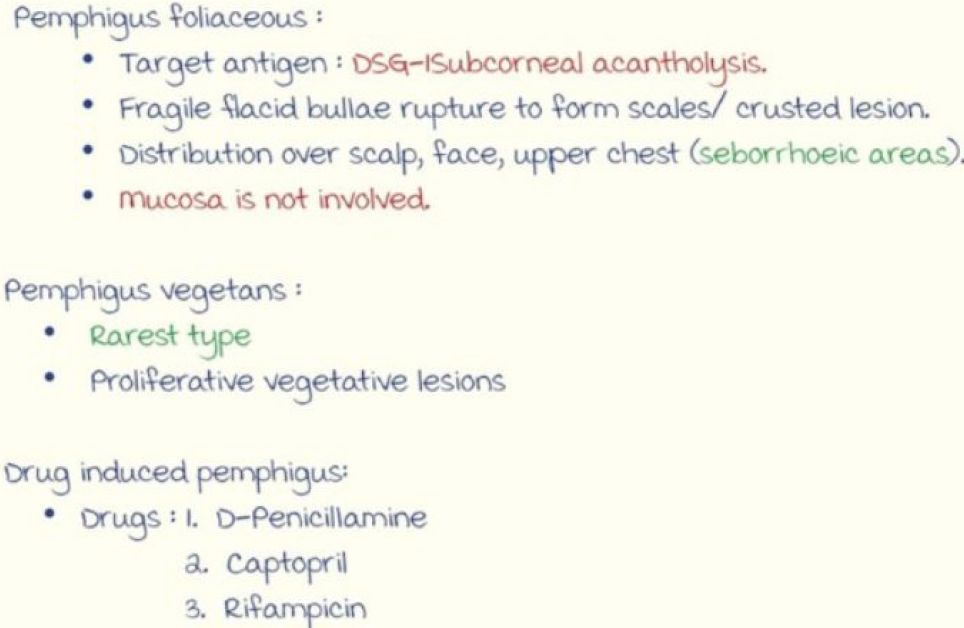 Pemphigus foliaceous :
• Target antigen : DSG-1Subcorneal acantholysis.
• Fragile flacid bullae rupture to form scales/ crusted lesion.
• Distribution over scalp, face, upper chest (seborrhoeic areas).
• mucosa is not involved.
Pemphigus vegetans :
• Rarest type
• Proliferative vegetative lesions
Drug induced pemphigus:
• Drugs : 1. D-Penicillamine
2. Captopril
3. Rifampicin